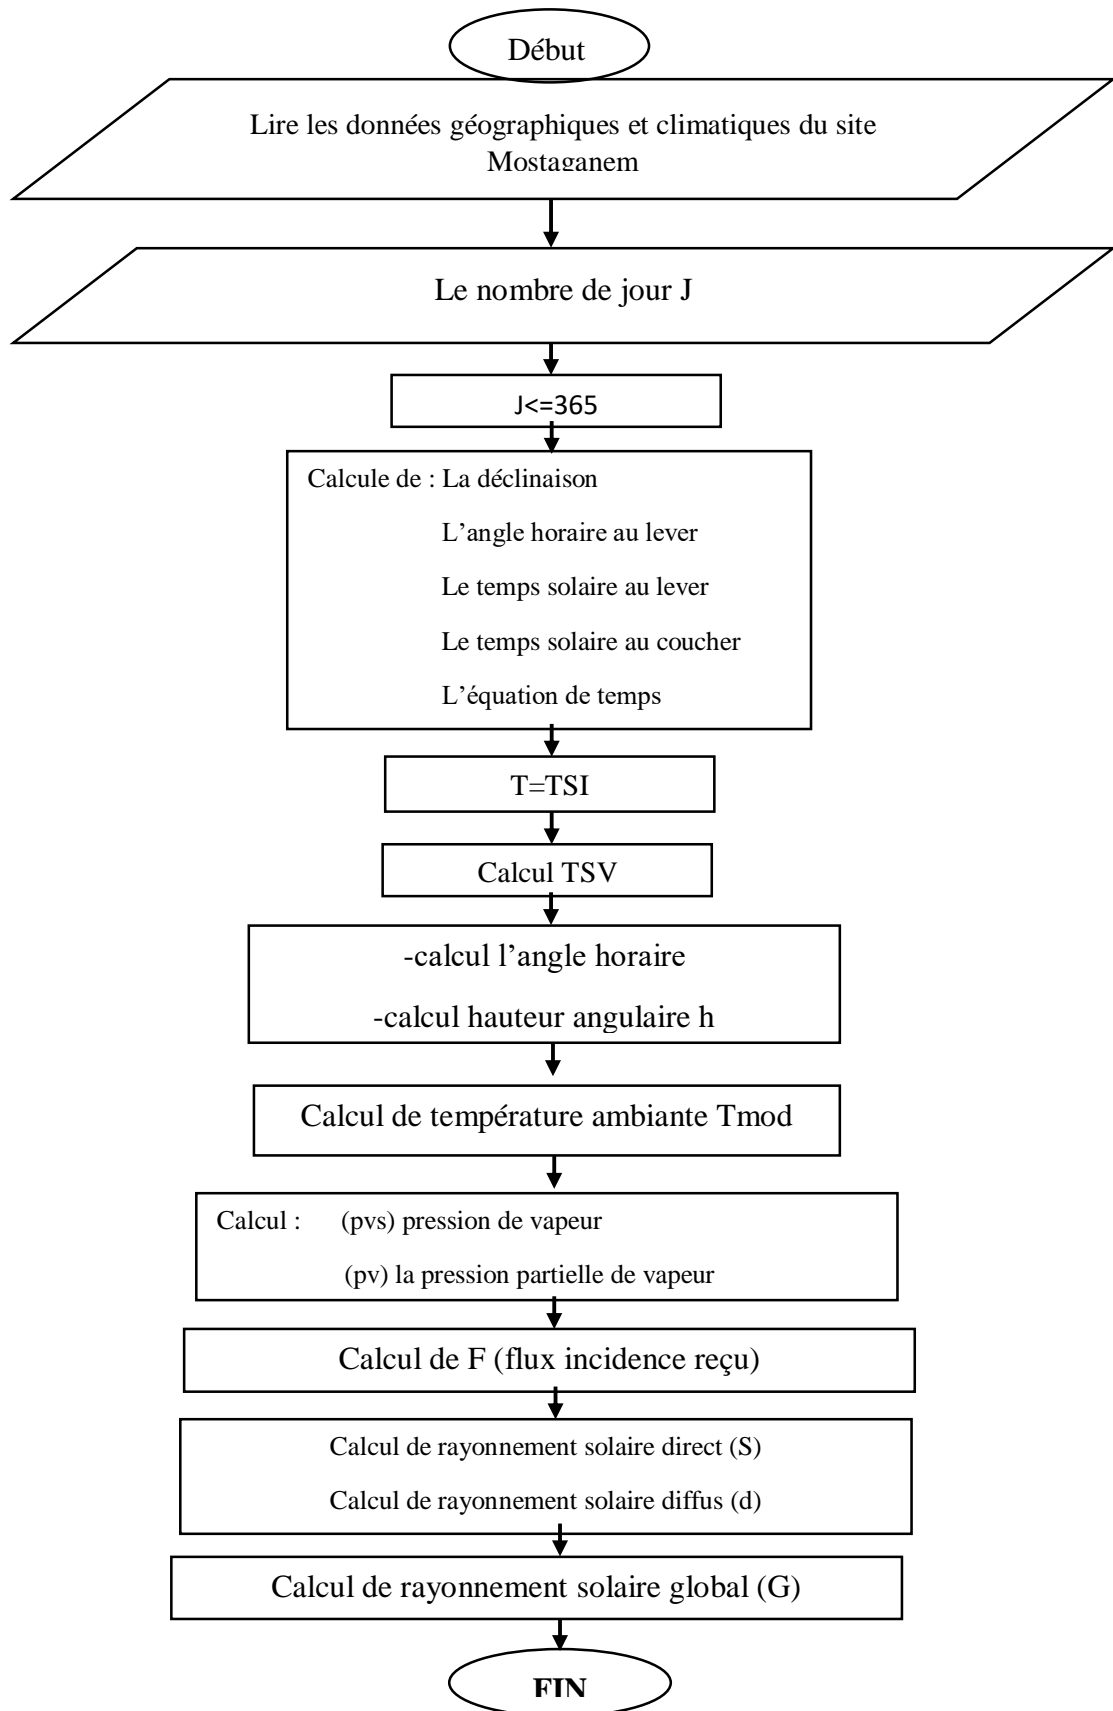 Début
Lire les données géographiques et climatiques du site
Mostaganem
Le nombre de jour J
J<=365
Calcule de : La déclinaison
L’angle horaire au lever
Le temps solaire au lever
Le temps solaire au coucher
L’équation de temps
T=TSI
Calcul TSV
-calcul l’angle horaire
-calcul hauteur angulaire h
Calcul de température ambiante Tmod
Calcul : (pvs) pression de vapeur
(pv) la pression partielle de vapeur
Calcul de F (flux incidence reçu)
Calcul de rayonnement solaire direct (S)
Calcul de rayonnement solaire diffus (d)
Calcul de rayonnement solaire global (G)
FIN